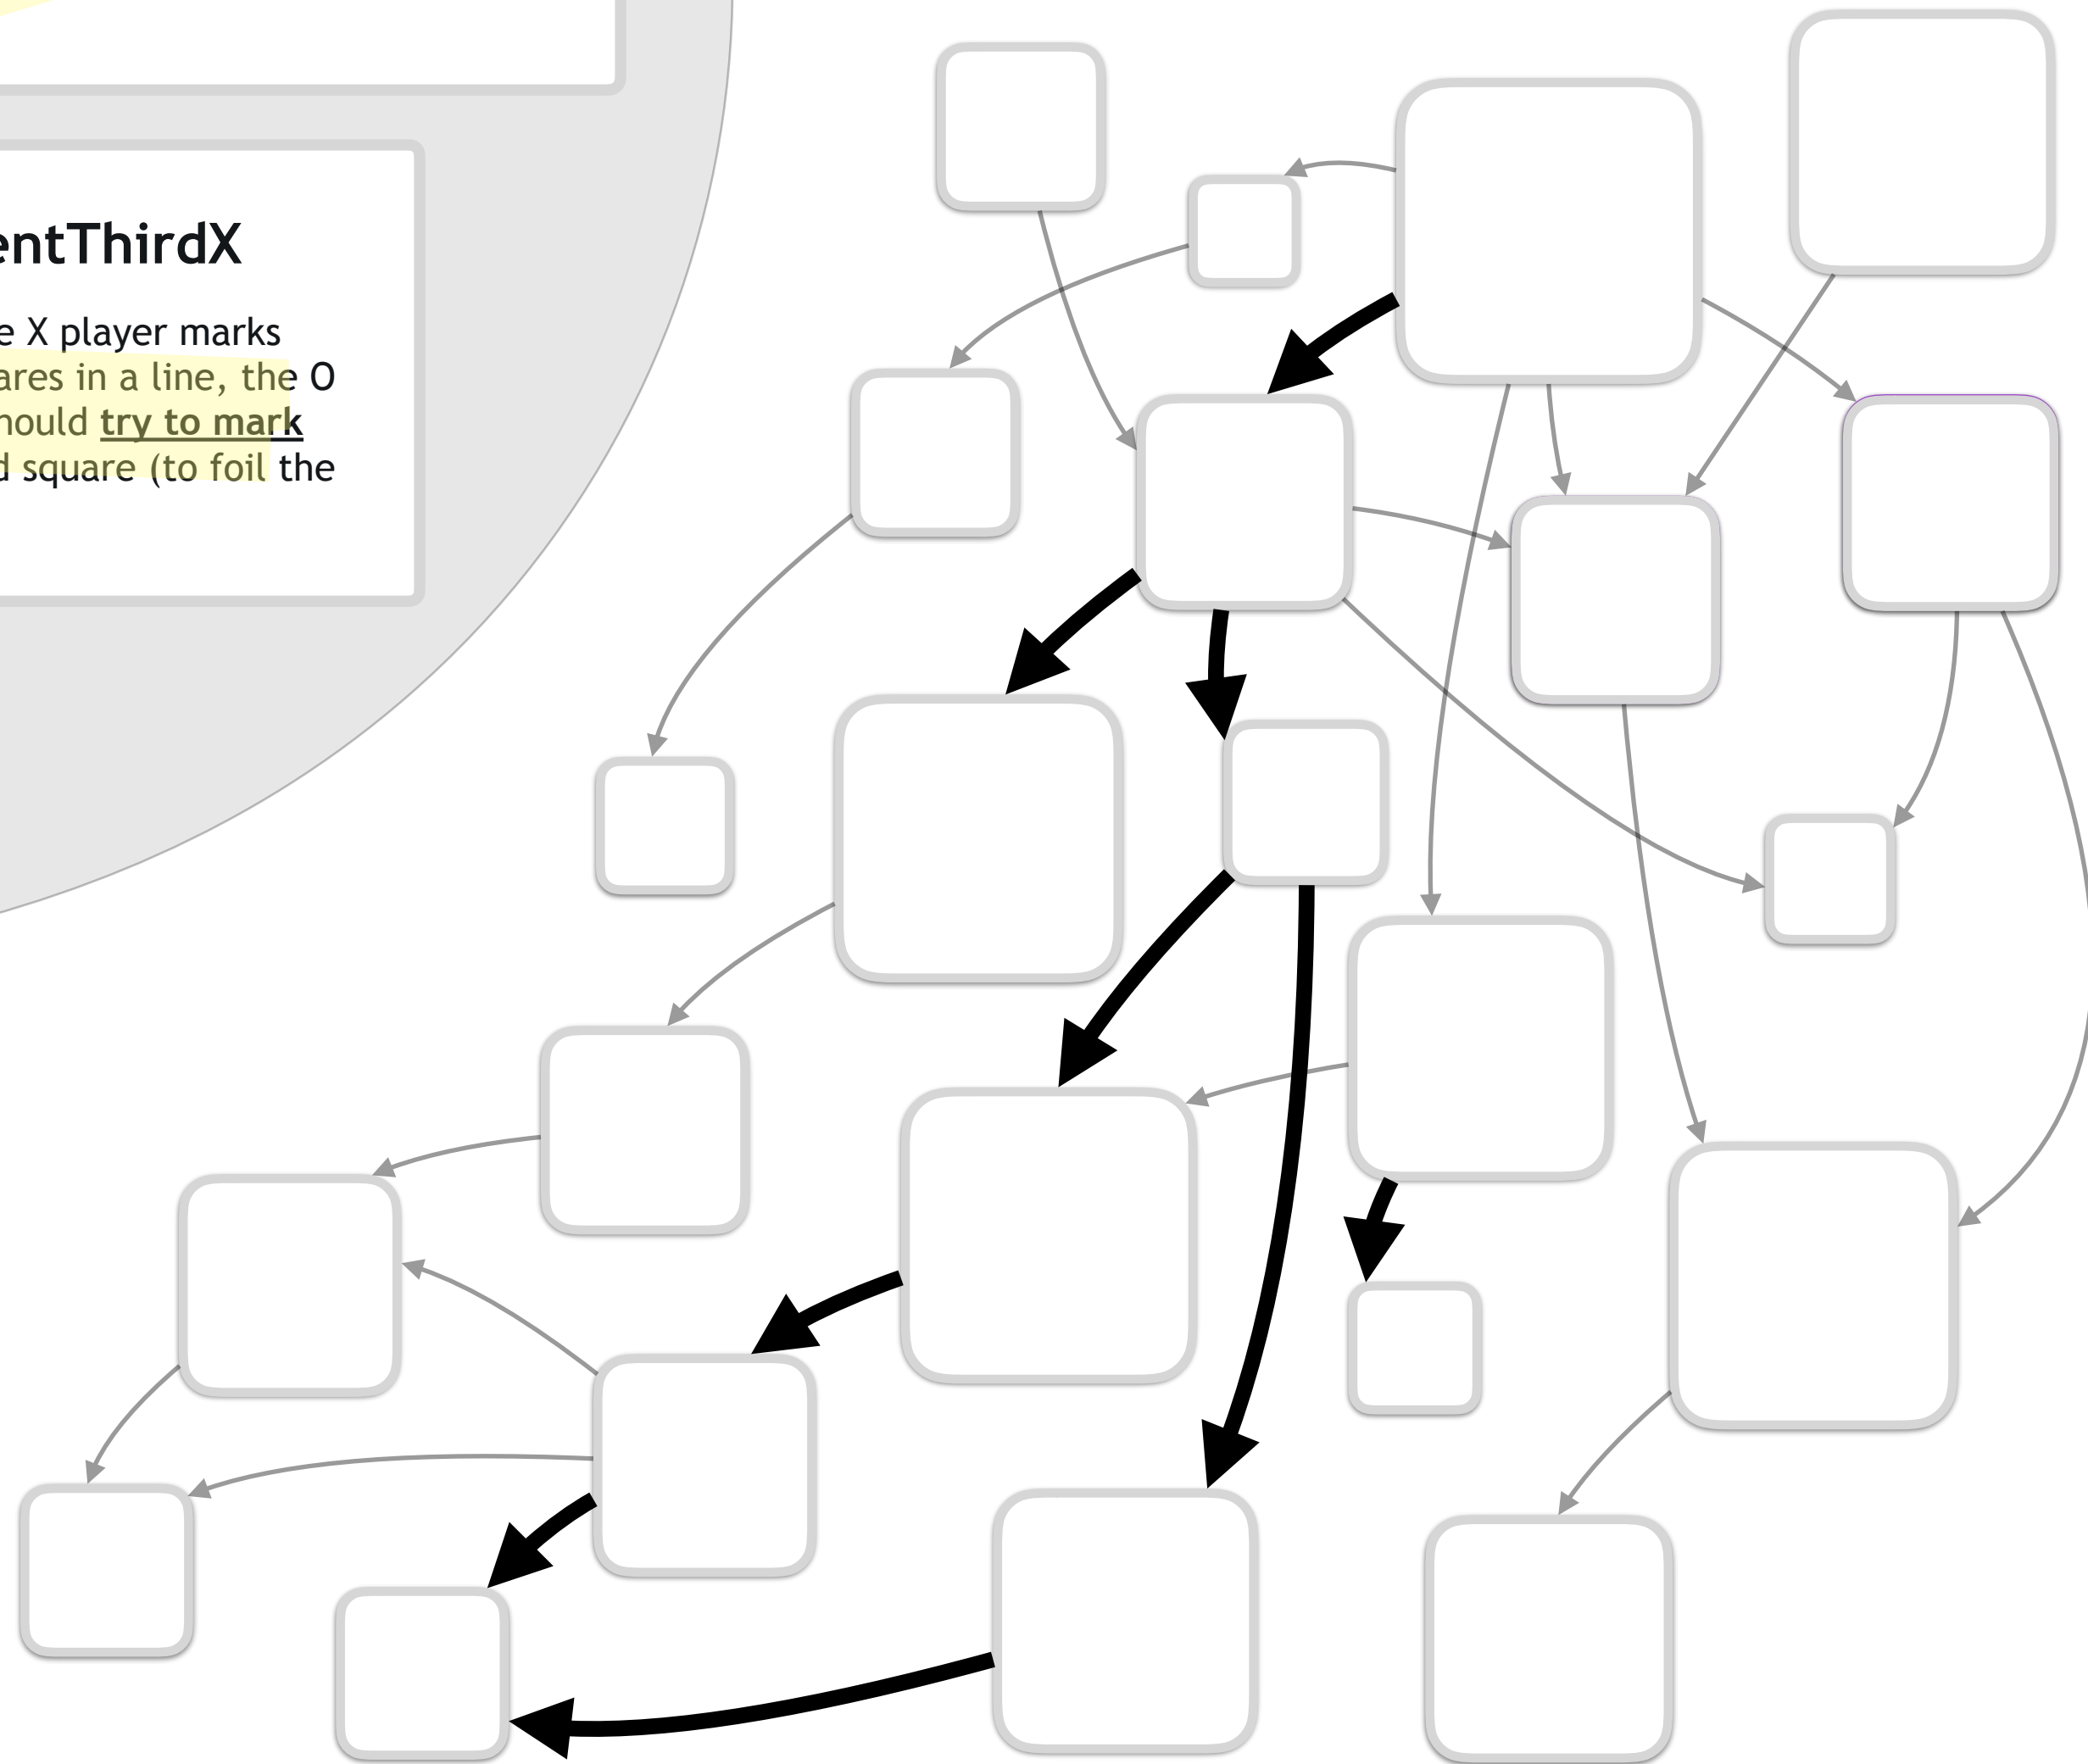 entThirdX
e X player marks
ares in a line, the O
hould try to mark
d square (to foil the